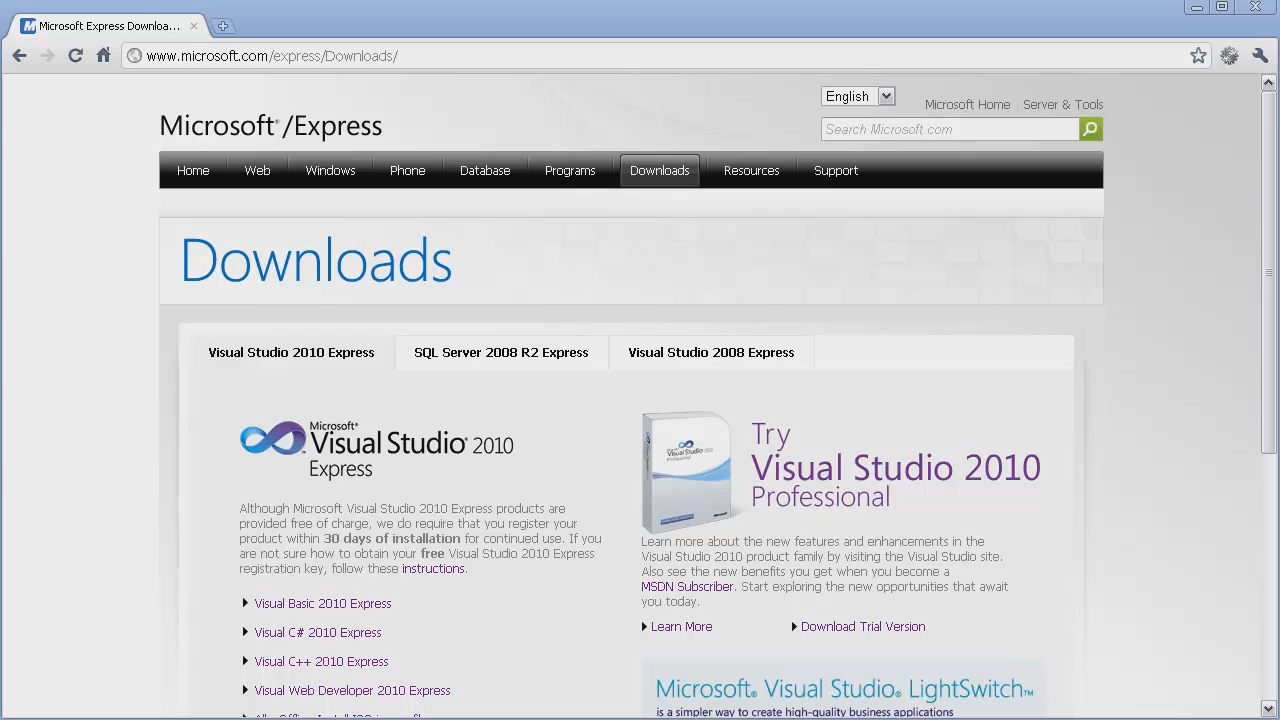 Microsoft Express Downloa...
www.microsoft.com/express/Downloads/
English
Microsoft Home
Server & Tools
Microsoft®/Express
Search Microsoft.com
Home
Web
Windows
Phone
Database
Programs
Downloads
Resources
Support
Downloads
Visual Studio 2010 Express
SQL Server 2008 R2 Express
Visual Studio 2008 Express
Microsoft®
Visual Studio® 2010
Express
Although Microsoft Visual Studio 2010 Express products are
provided free of charge, we do require that you register your
product within 30 days of installation for continued use. If you
are not sure how to obtain your free Visual Studio 2010 Express
registration key, follow these instructions.
Visual Basic 2010 Express
Visual C# 2010 Express
Visual C++ 2010 Express
Visual Web Developer 2010 Express
Try
Visual Studio 2010
Professional
Learn more about the new features and enhancements in the
Visual Studio 2010 product family by visiting the Visual Studio site.
Also see the new benefits you get when you become a
MSDN Subscriber. Start exploring the new opportunities that await
you today.
Learn More
Download Trial Version
Microsoft® Visual Studio® LightSwitch™
is a simpler way to create high-quality business applications